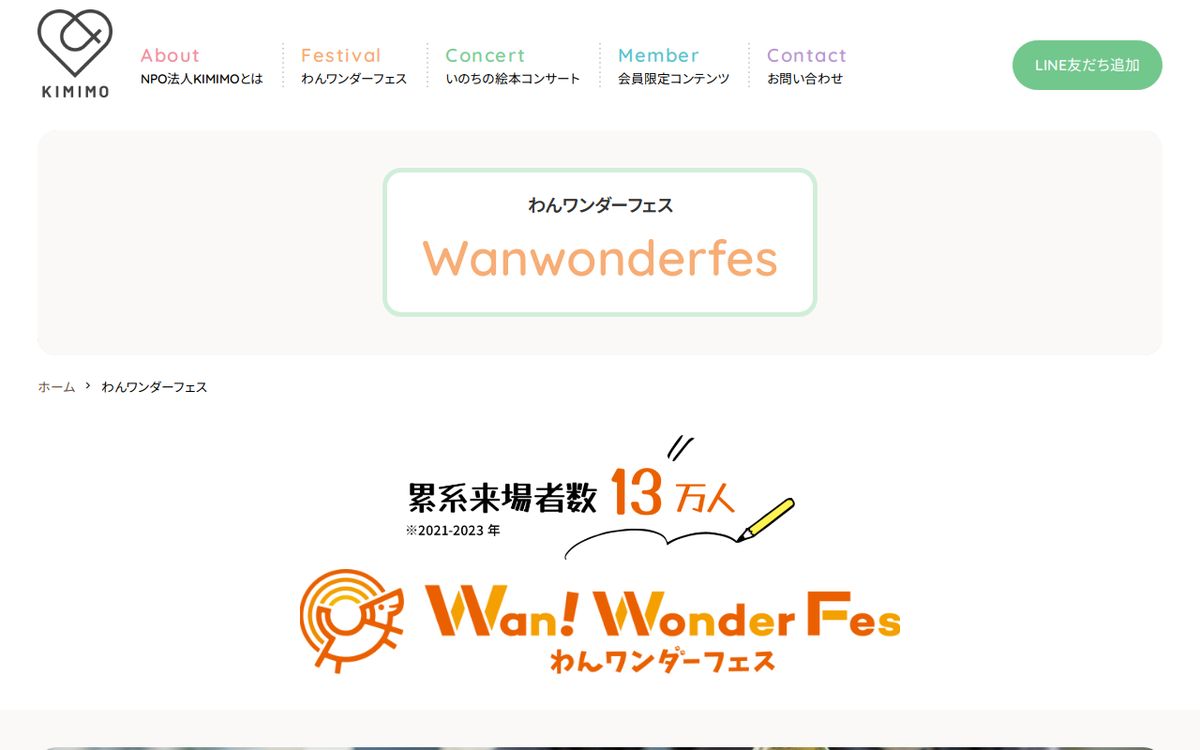 KIMIMO
About
NPO法人KIMIMOとは
Festival
わんワンダーフェス
Concert
いのちの絵本コンサート
Member
会員限定コンテンツ
Contact
お問い合わせ
LINE友だち追加
わんワンダーフェス
Wanwonderfes
ホーム › わんワンダーフェス
累系来場者数 13 万人
※2021-2023 年
Wan! Wonder Fes
わんワンダーフェス